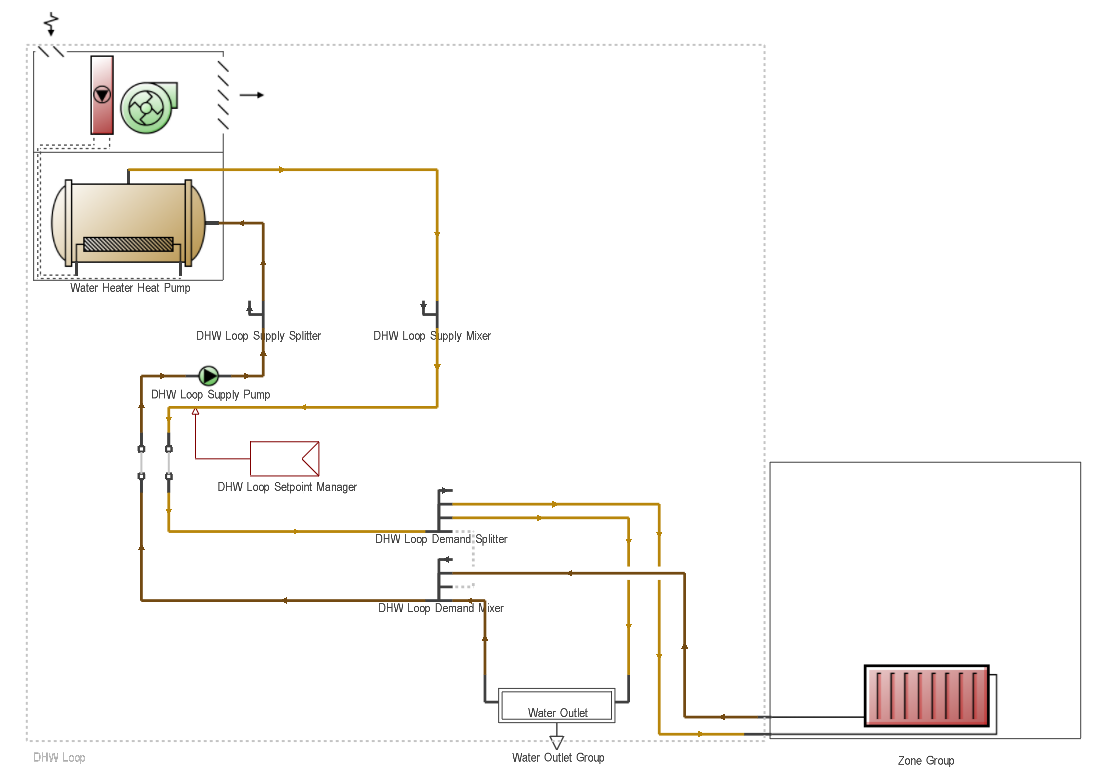 Water Heater Heat Pump
DHW Loop Supply Splitter
DHW Loop Supply Mixer
DHW Loop Supply Pump
DHW Loop Setpoint Manager
DHW Loop Demand Splitter
DHW Loop Demand Mixer
Water Outlet
DHW Loop
Water Outlet Group
Zone Group